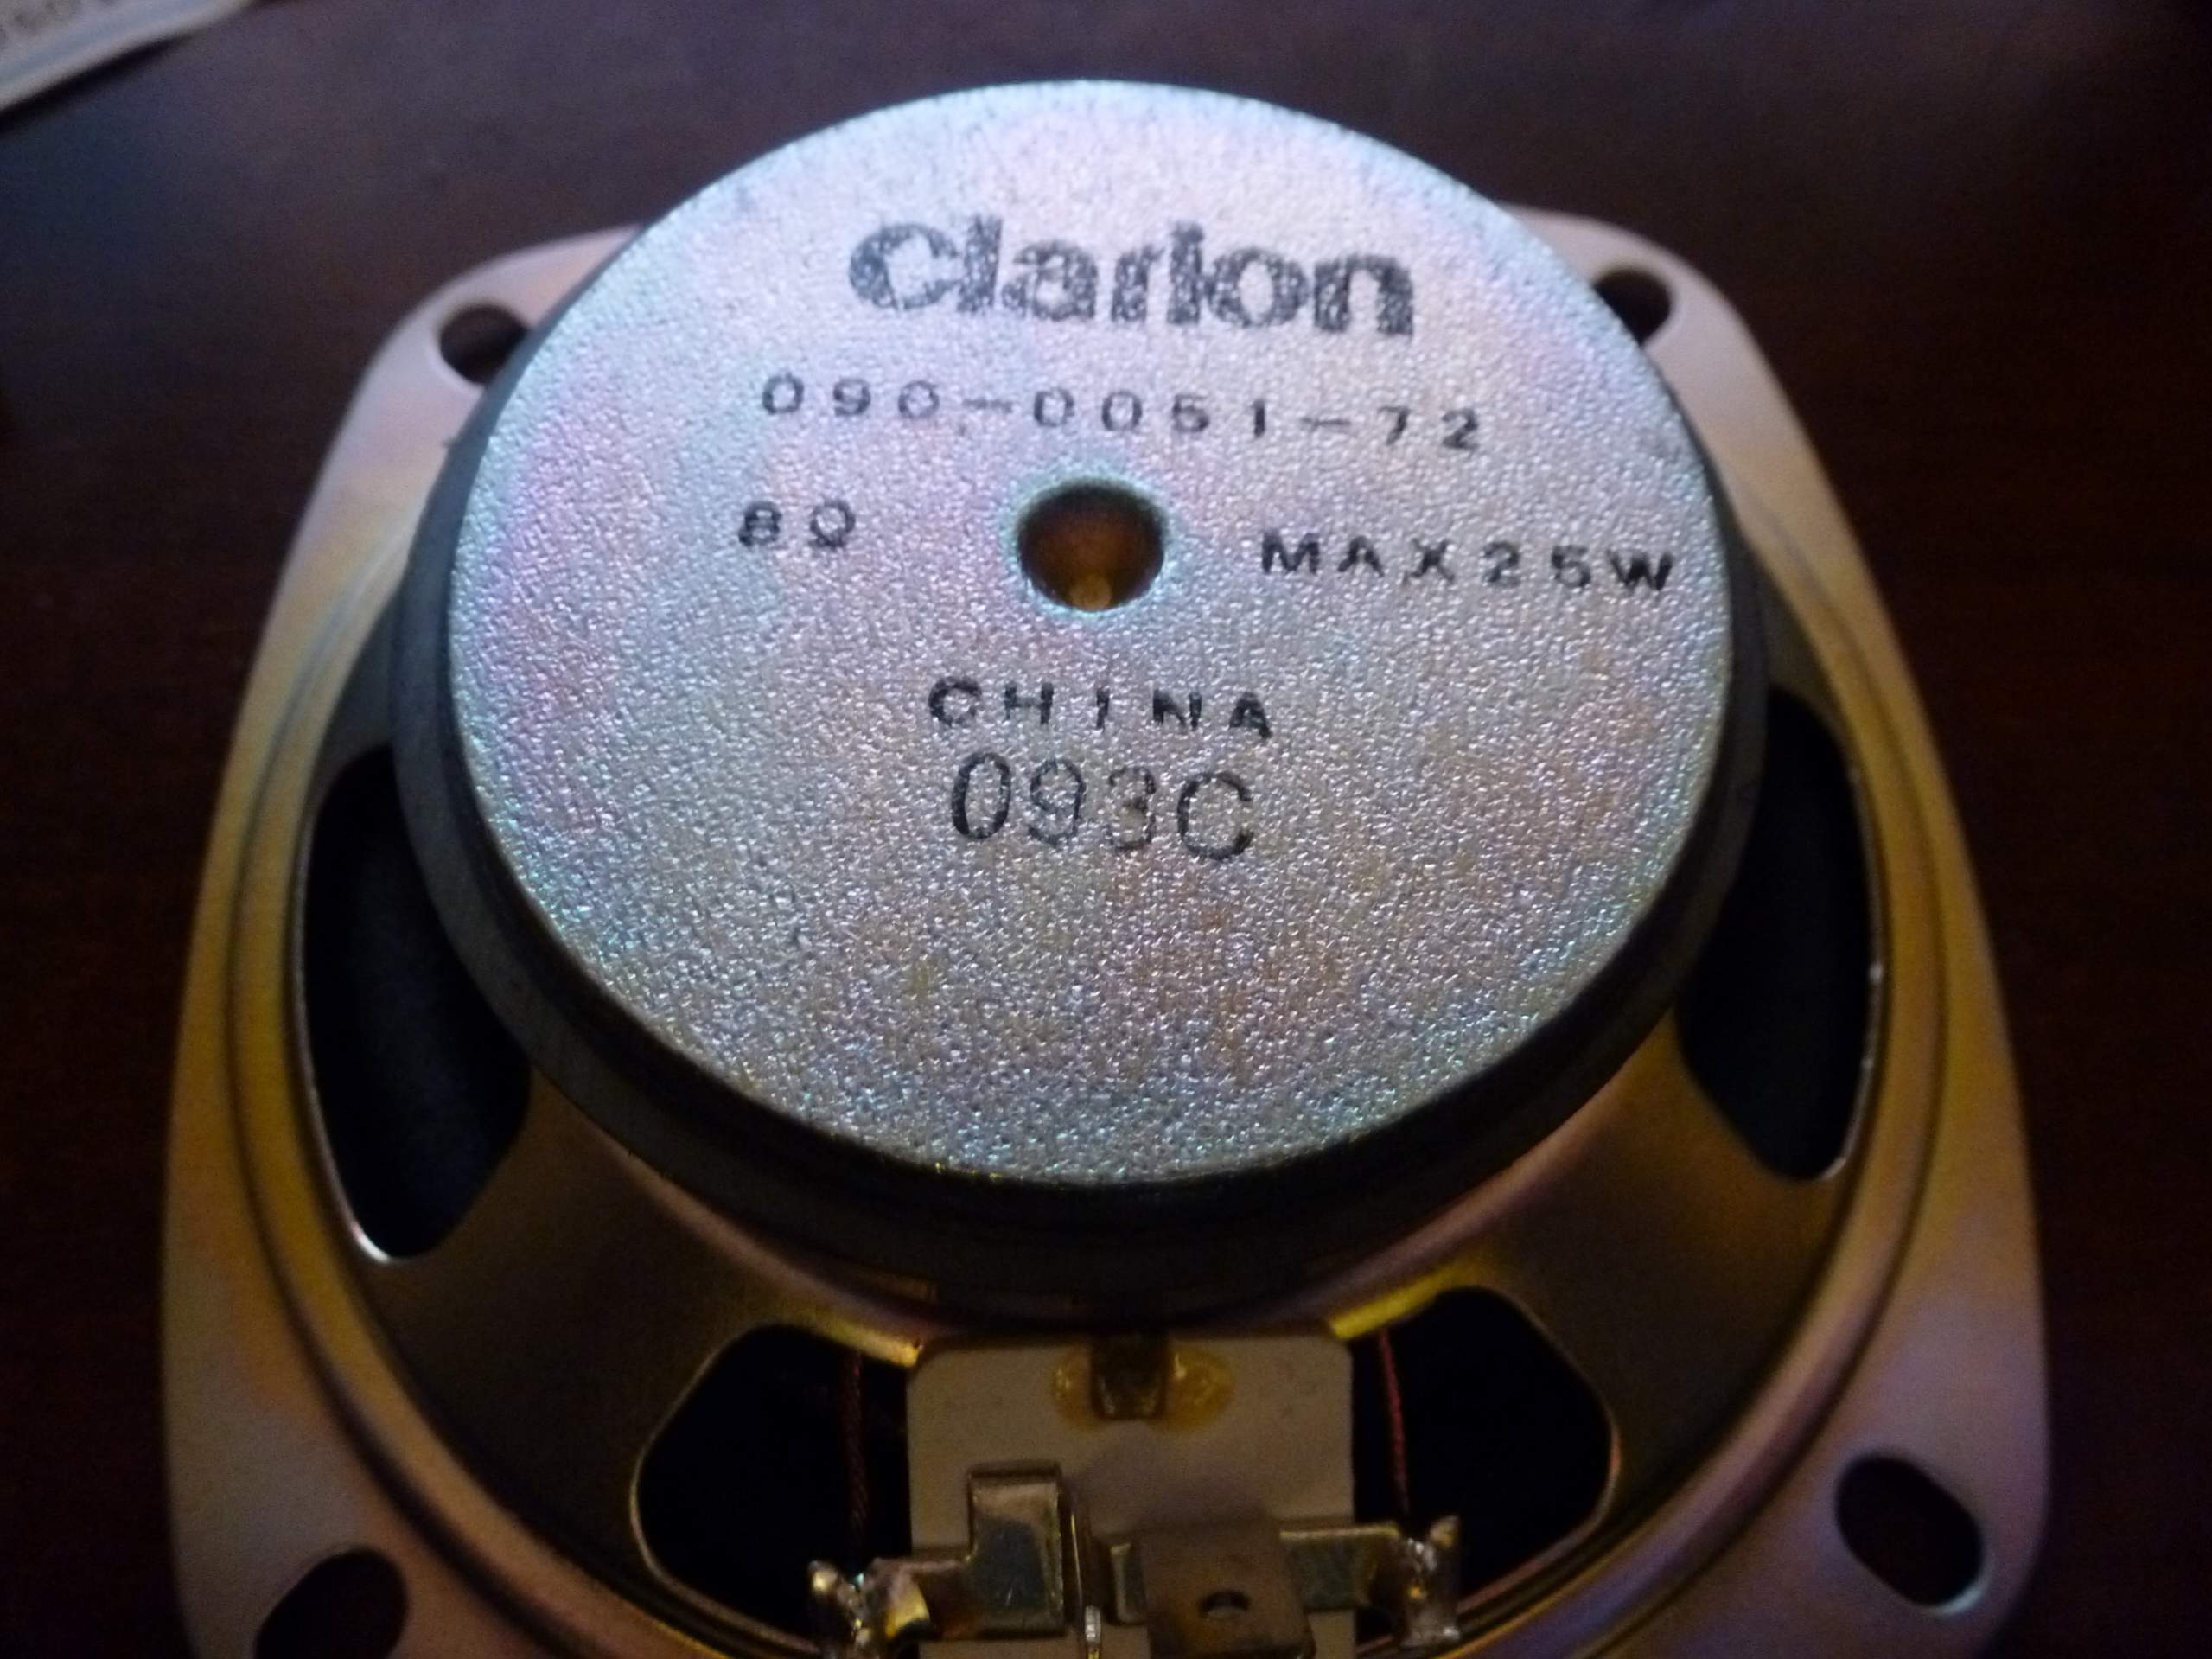 clarion
090-0051-72
8Ω MAX25W
CHINA
093C